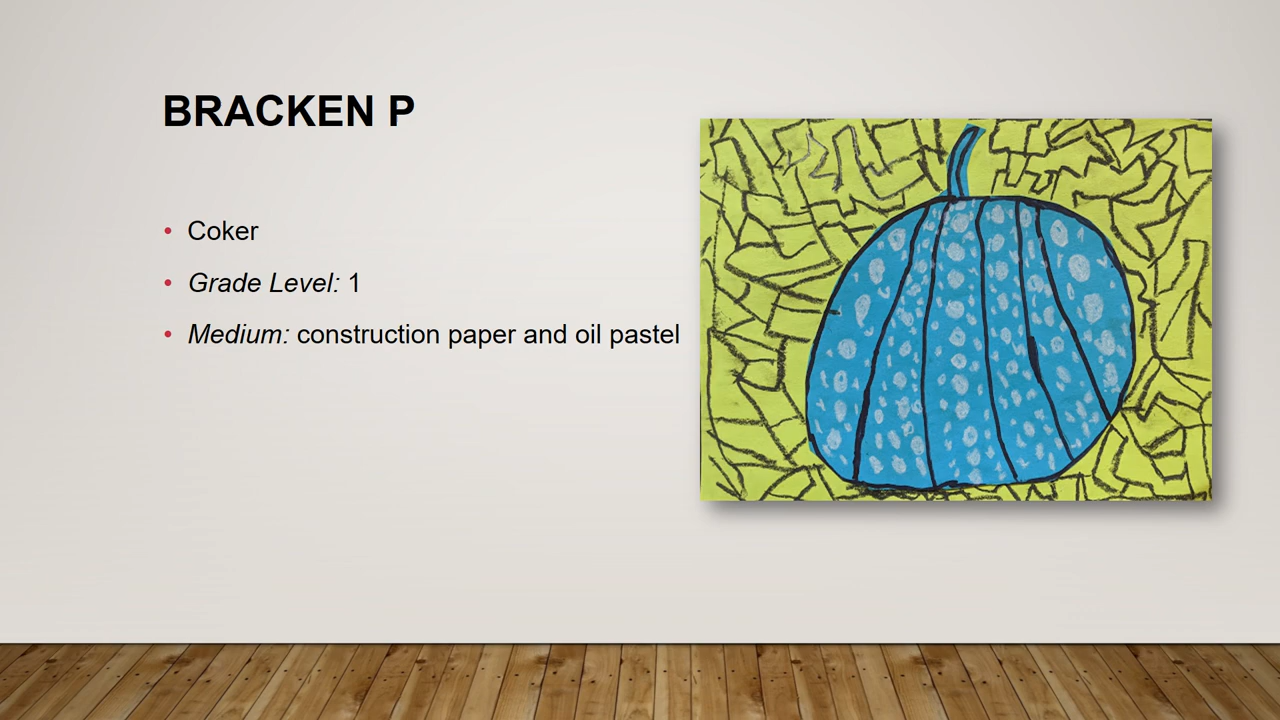 BRACKEN P
• Coker
• Grade Level: 1
• Medium: construction paper and oil pastel